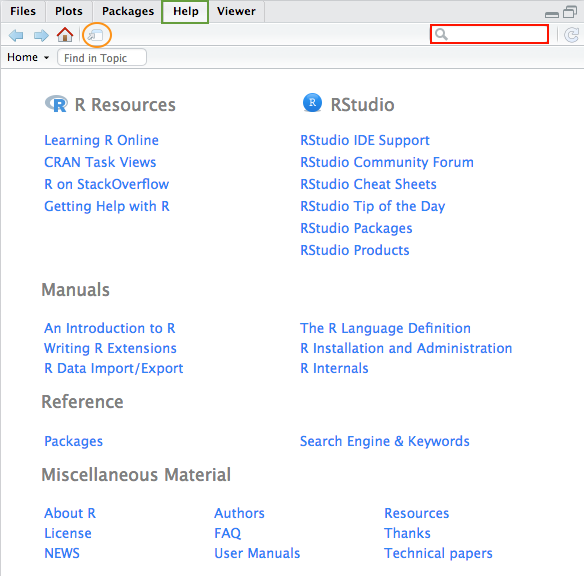 Files Plots Packages Help Viewer
Home Find in Topic
R R Resources R RStudio
Learning R Online RStudio IDE Support
CRAN Task Views RStudio Community Forum
R on StackOverflow RStudio Cheat Sheets
Getting Help with R RStudio Tip of the Day
RStudio Packages
RStudio Products
Manuals
An Introduction to R The R Language Definition
Writing R Extensions R Installation and Administration
R Data Import/Export R Internals
Reference
Packages Search Engine & Keywords
Miscellaneous Material
About R Authors Resources
License FAQ Thanks
NEWS User Manuals Technical papers